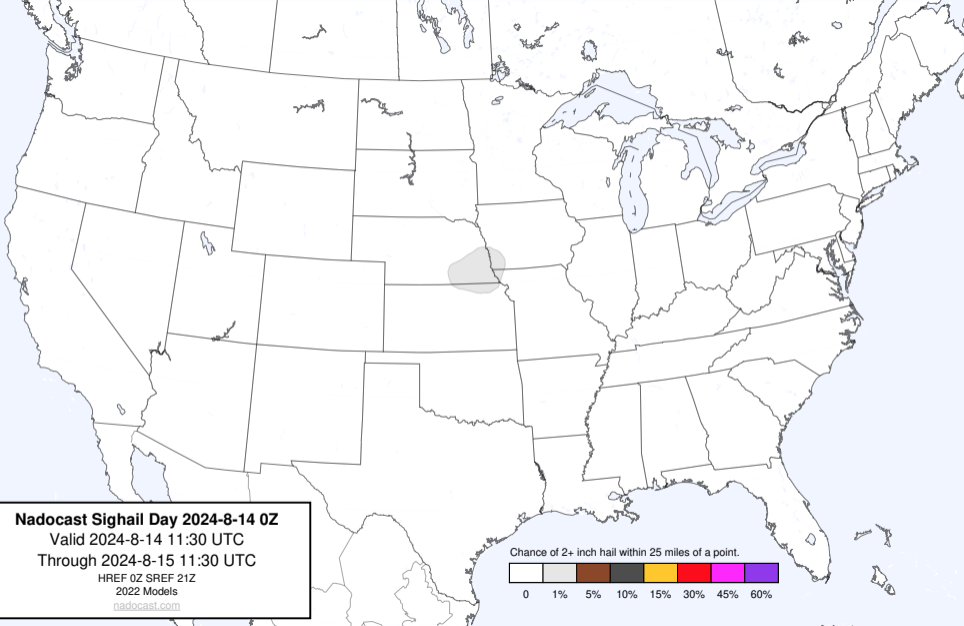 Nadocast Sighail Day 2024-8-14 0Z
Valid 2024-8-14 11:30 UTC
Through 2024-8-15 11:30 UTC
HREF 0Z SREF 21Z
2022 Models
nadocast.com
Chance of 2+ inch hail within 25 miles of a point.
0 1% 5% 10% 15% 30% 45% 60%